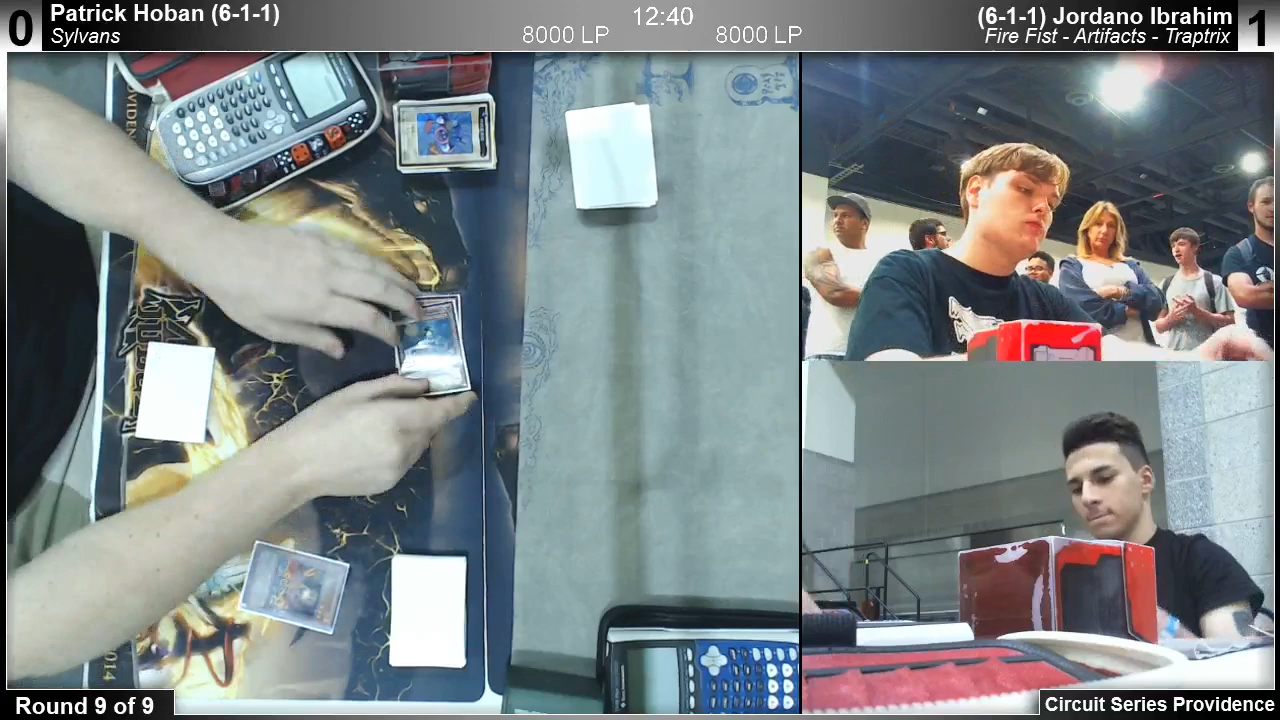 0
Patrick Hoban (6-1-1)
Sylvans
8000 LP
12:40
8000 LP
(6-1-1) Jordano Ibrahim
Fire Fist - Artifacts - Traptrix
1
2014
Round 9 of 9
Circuit Series Providence